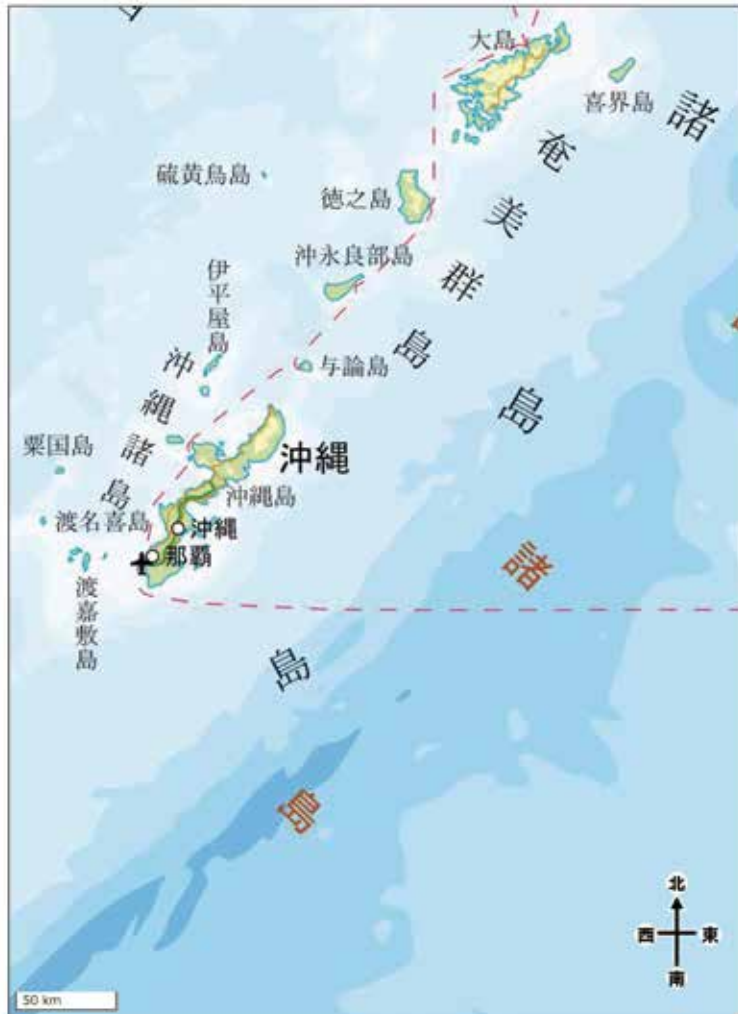 大島
喜界島
諸
奄美群島
硫黄鳥島
徳之島
沖永良部島
伊平屋島
与論島
島
沖縄諸島
粟国島
沖縄
沖縄島
渡名喜島
沖縄
那覇
渡嘉敷島
諸
島
島
北
西
東
南
50 km